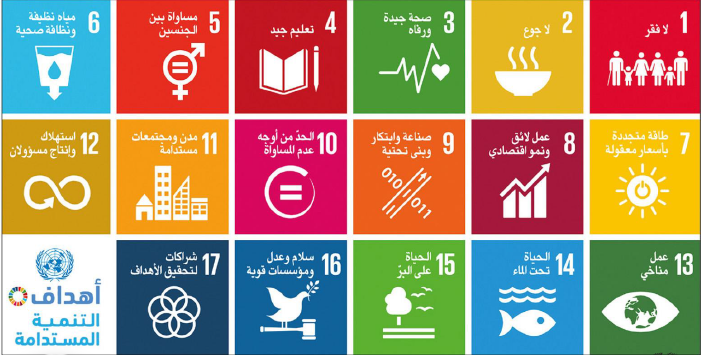 1
لا فقر
2
لا جوع
3
صحة جيدة
ورفاه
4
تعليم جيد
5
مساواة بين
الجنسين
6
مياه نظيفة
ونظافة صحية
7
طاقة متجددة
بأسعار معقولة
8
عمل لائق
ونمو اقتصادي
9
صناعة وابتكار
وبنى تحتية
010
011
10
الحدّ من أوجه
عدم المساواة
11
مدن ومجتمعات
مستدامة
12
استهلاك
وإنتاج مسؤولان
13
عمل
مناخي
14
الحياة
تحت الماء
15
الحياة
على البرّ
16
سلام وعدل
ومؤسسات قوية
17
شراكات
لتحقيق الأهداف
أهداف
التنمية
المستدامة